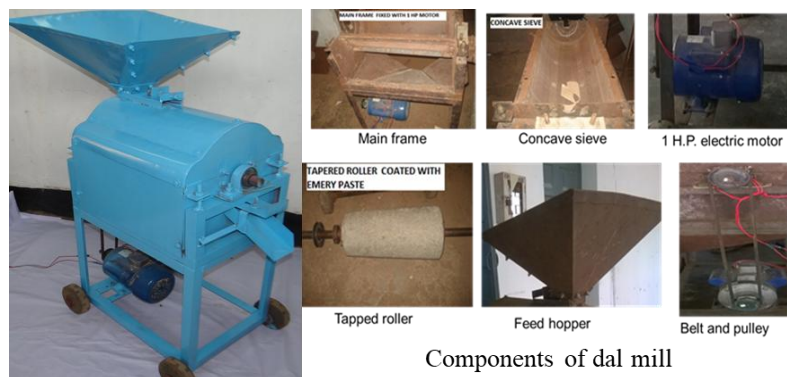 MAIN FRAME  FIXED WITH 1 HP MOTOR
CONCAVE SIEVE
Main frame
Concave sieve
1 H.P. electric motor
TAPERED ROLLER  COATED WITH
EMERY PASTE
Tapped roller
Feed hopper
Belt and pulley
Components of dal mill